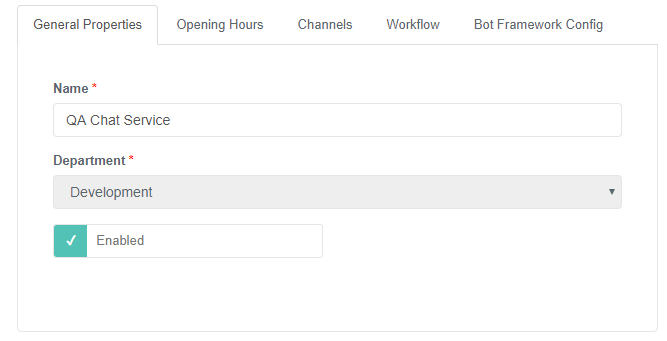 General Properties Opening Hours Channels Workflow Bot Framework Config
Name *
QA Chat Service
Department *
Development
Enabled